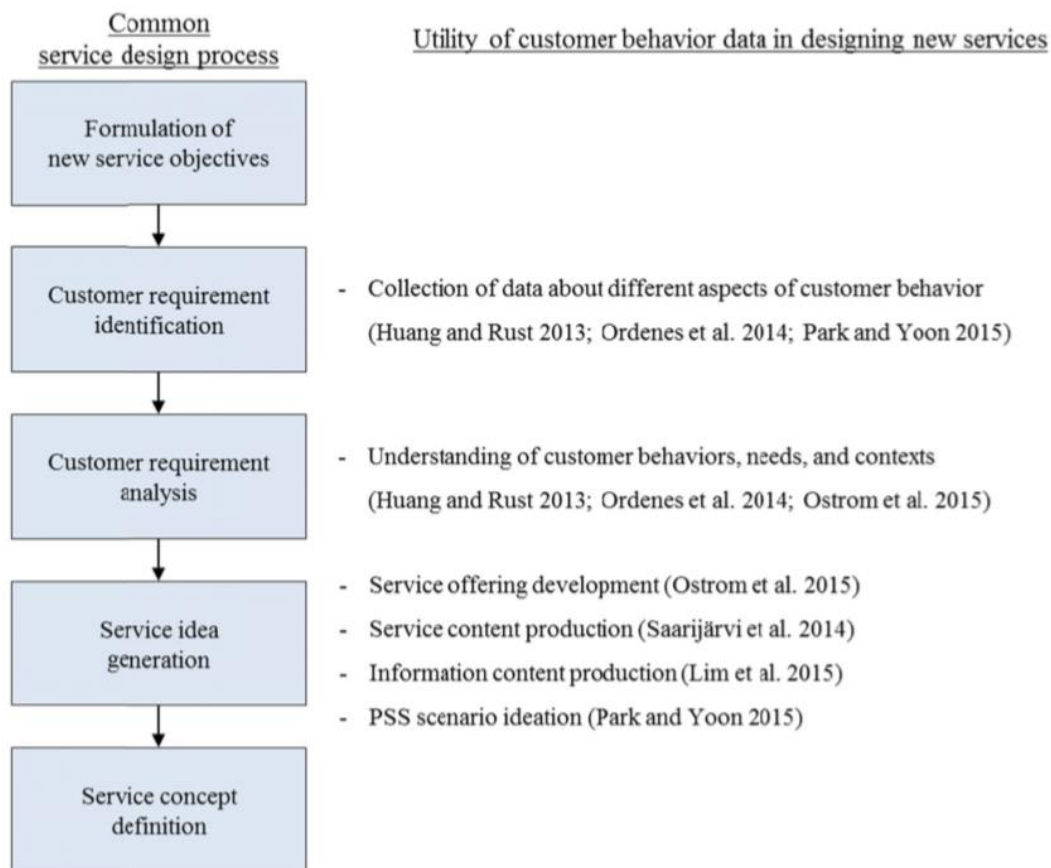 Common
service design process
Utility of customer behavior data in designing new services
Formulation of
new service objectives
Customer requirement
identification
- Collection of data about different aspects of customer behavior
(Huang and Rust 2013; Ordenes et al. 2014; Park and Yoon 2015)
Customer requirement
analysis
- Understanding of customer behaviors, needs, and contexts
(Huang and Rust 2013; Ordenes et al. 2014; Ostrom et al. 2015)
Service idea
generation
- Service offering development (Ostrom et al. 2015)
- Service content production (Saarijärvi et al. 2014)
- Information content production (Lim et al. 2015)
- PSS scenario ideation (Park and Yoon 2015)
Service concept
definition